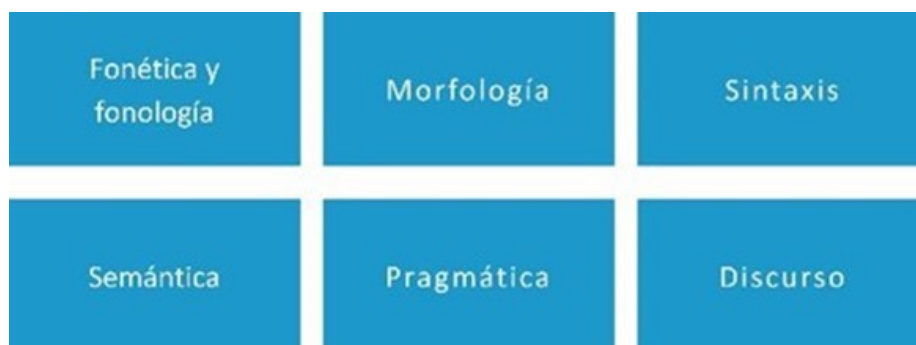 Fonética y
fonología
Morfología
Sintaxis
Semántica
Pragmática
Discurso